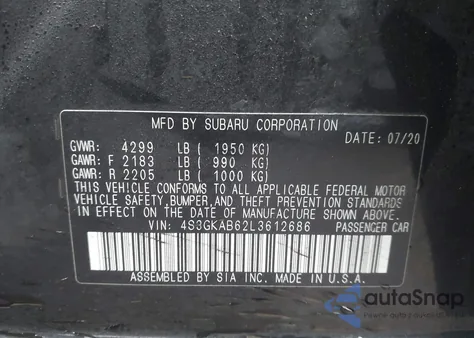 MFD BY SUBARU CORPORATION
DATE: 07/20
GVWR: 4299 LB ( 1950 KG)
GAWR: F 2183 LB ( 990 KG)
GAWR: R 2205 LB ( 1000 KG)
THIS VEHICLE CONFORMS TO ALL APPLICABLE FEDERAL MOTOR
VEHICLE SAFETY, BUMPER, AND THEFT PREVENTION STANDARDS
IN EFFECT ON THE DATE OF MANUFACTURE SHOWN ABOVE.
VIN: 4S3GKAB62L3612686 PASSENGER CAR
ASSEMBLED BY SIA INC. MADE IN U.S.A.
autoSnap